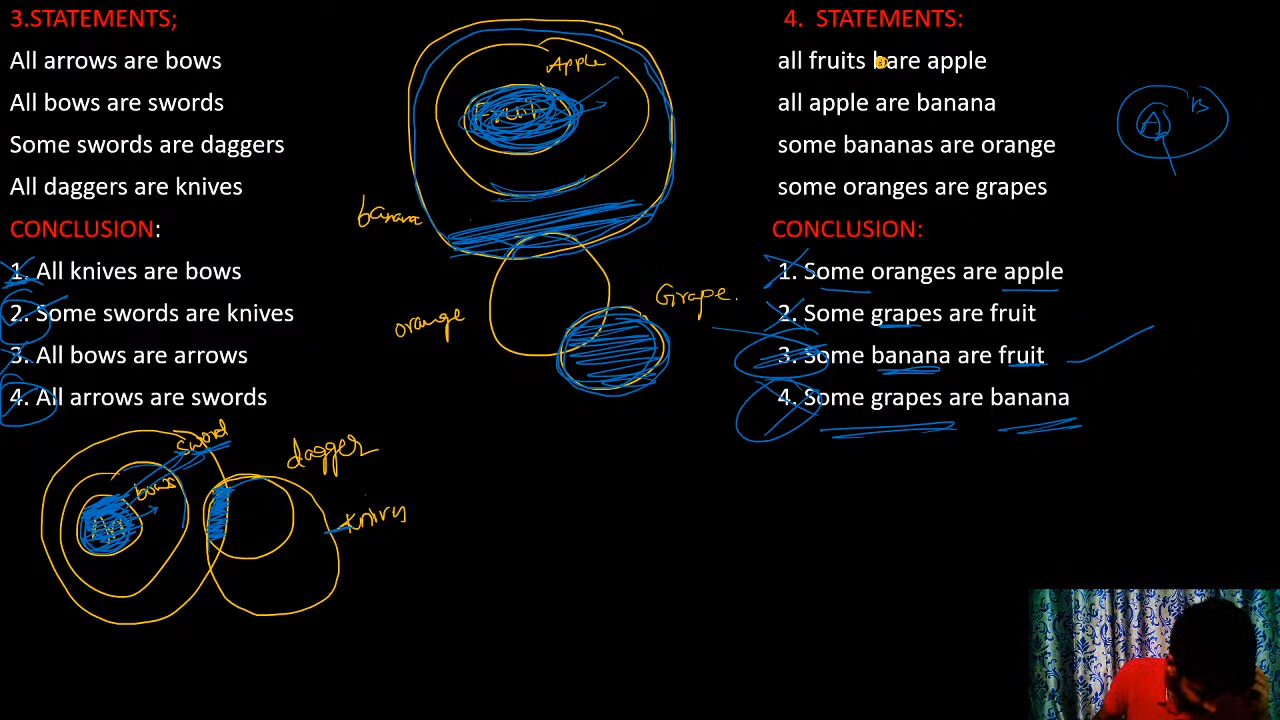 3.STATEMENTS;
All arrows are bows
All bows are swords
Some swords are daggers
All daggers are knives
CONCLUSION:
1. All knives are bows
2. Some swords are knives
3. All bows are arrows
4. All arrows are swords
sword
bows
dagger
Apple
banana
orange
Grape.
4. STATEMENTS:
all fruits bare apple
all apple are banana
some bananas are orange
some oranges are grapes
A
B
CONCLUSION:
1. Some oranges are apple
2. Some grapes are fruit
3. Some banana are fruit
4. Some grapes are banana